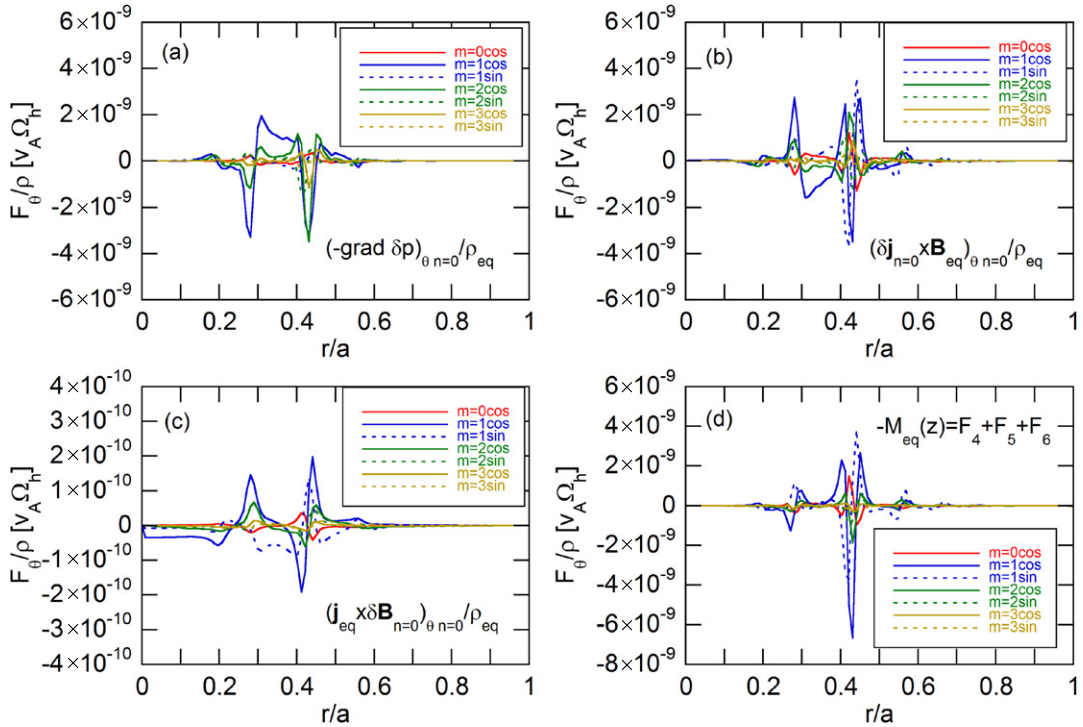 6×10⁻⁹
4×10⁻⁹
2×10⁻⁹
0
-2×10⁻⁹
-4×10⁻⁹
-6×10⁻⁹
F_θ/ρ [v_AΩ_h]
(a)
m=0cos
m=1cos
m=1sin
m=2cos
m=2sin
m=3cos
m=3sin
(-grad δp)_θ n=0/ρ_eq
0 0.2 0.4 0.6 0.8 1
r/a
6×10⁻⁹
4×10⁻⁹
2×10⁻⁹
0
-2×10⁻⁹
-4×10⁻⁹
-6×10⁻⁹
F_θ/ρ [v_AΩ_h]
(b)
m=0cos
m=1cos
m=1sin
m=2cos
m=2sin
m=3cos
m=3sin
(δj_n=0xB_eq)_θ n=0/ρ_eq
0 0.2 0.4 0.6 0.8 1
r/a
4×10⁻¹⁰
3×10⁻¹⁰
2×10⁻¹⁰
1×10⁻¹⁰
0
-1×10⁻¹⁰
-2×10⁻¹⁰
-3×10⁻¹⁰
-4×10⁻¹⁰
F_θ/ρ [v_AΩ_h]
(c)
m=0cos
m=1cos
m=1sin
m=2cos
m=2sin
m=3cos
m=3sin
(j_eqxδB_n=0)_θ n=0/ρ_eq
0 0.2 0.4 0.6 0.8 1
r/a
6×10⁻⁹
4×10⁻⁹
2×10⁻⁹
0
-2×10⁻⁹
-4×10⁻⁹
-6×10⁻⁹
-8×10⁻⁹
F_θ/ρ [v_AΩ_h]
(d)
-M_eq(z)=F₄+F₅+F₆
m=0cos
m=1cos
m=1sin
m=2cos
m=2sin
m=3cos
m=3sin
0 0.2 0.4 0.6 0.8 1
r/a